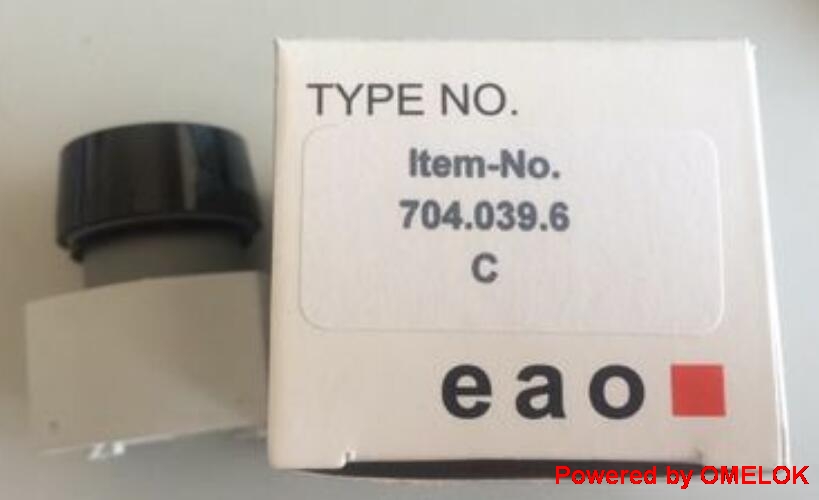 TYPE NO.
Item-No.
704.039.6
C
eao
Powered by OMELOK